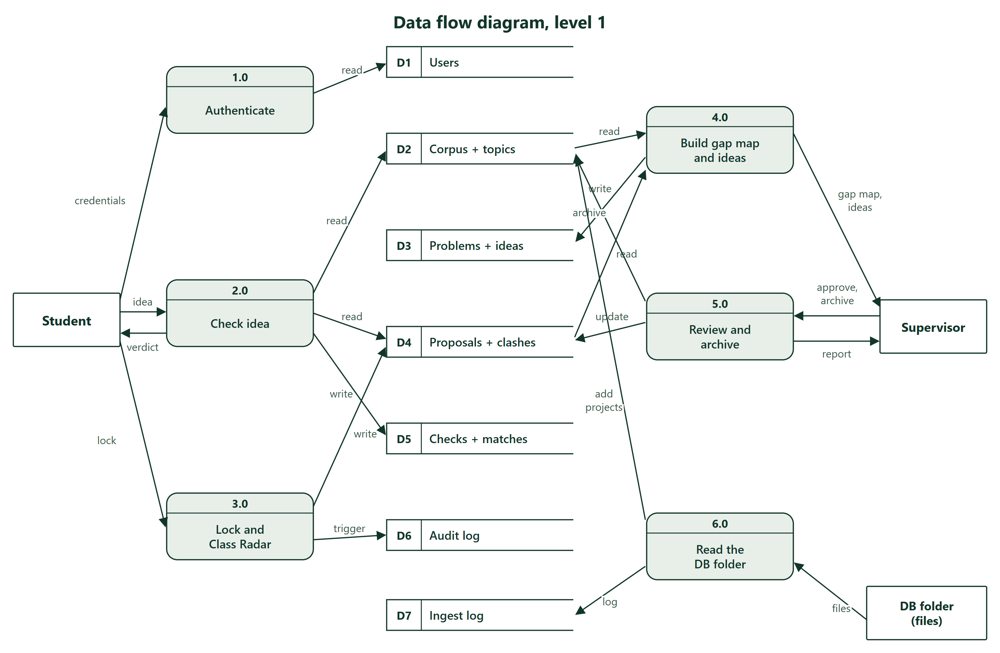 Data flow diagram, level 1
D1
Users
read
1.0
Authenticate
4.0
Build gap map
and ideas
D2
Corpus + topics
read
credentials
read
write
archive
gap map,
ideas
D3
Problems + ideas
read
2.0
Check idea
Student
idea
verdict
read
D4
Proposals + clashes
update
5.0
Review and
archive
approve,
archive
report
Supervisor
write
add
projects
write
D5
Checks + matches
lock
3.0
Lock and
Class Radar
trigger
D6
Audit log
6.0
Read the
DB folder
log
D7
Ingest log
files
DB folder
(files)